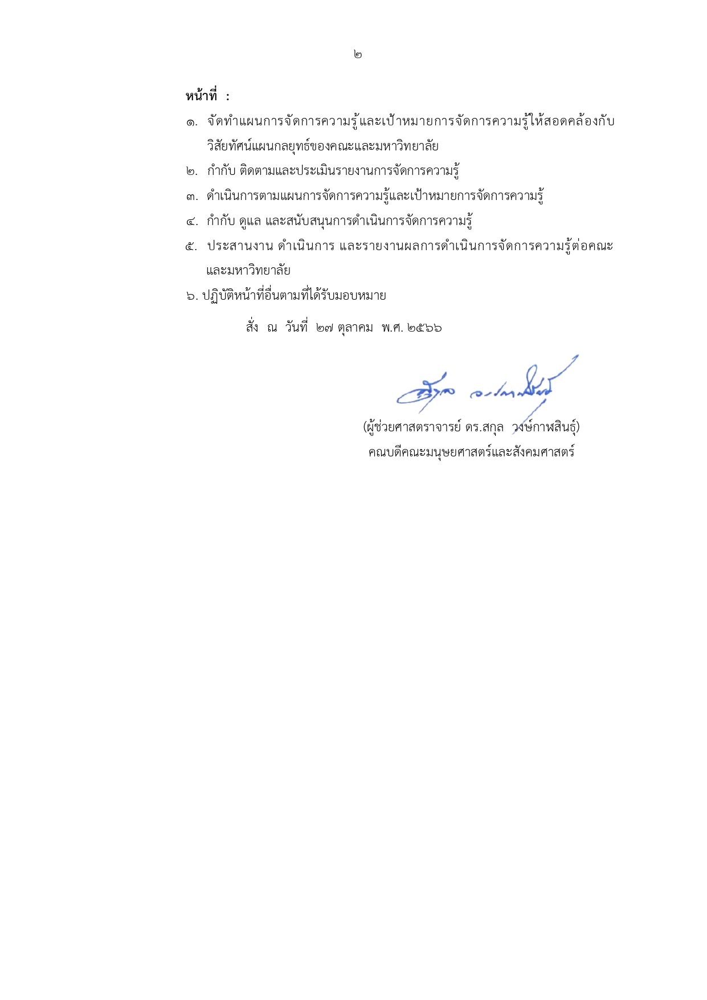 ๒
หน้าที่ :
๑. จัดทำแผนการจัดการความรู้และเป้าหมายการจัดการความรู้ให้สอดคล้องกับ
วิสัยทัศน์แผนกลยุทธ์ของคณะและมหาวิทยาลัย
๒. กำกับ ติดตามและประเมินรายงานการจัดการความรู้
๓. ดำเนินการตามแผนการจัดการความรู้และเป้าหมายการจัดการความรู้
๔. กำกับ ดูแล และสนับสนุนการดำเนินการจัดการความรู้
๕. ประสานงาน ดำเนินการ และรายงานผลการดำเนินการจัดการความรู้ต่อคณะ
และมหาวิทยาลัย
๖. ปฏิบัติหน้าที่อื่นตามที่ได้รับมอบหมาย
สั่ง ณ วันที่ ๒๗ ตุลาคม พ.ศ. ๒๕๖๖
(ผู้ช่วยศาสตราจารย์ ดร.สกุล วงษ์กาฬสินธุ์)
คณบดีคณะมนุษยศาสตร์และสังคมศาสตร์